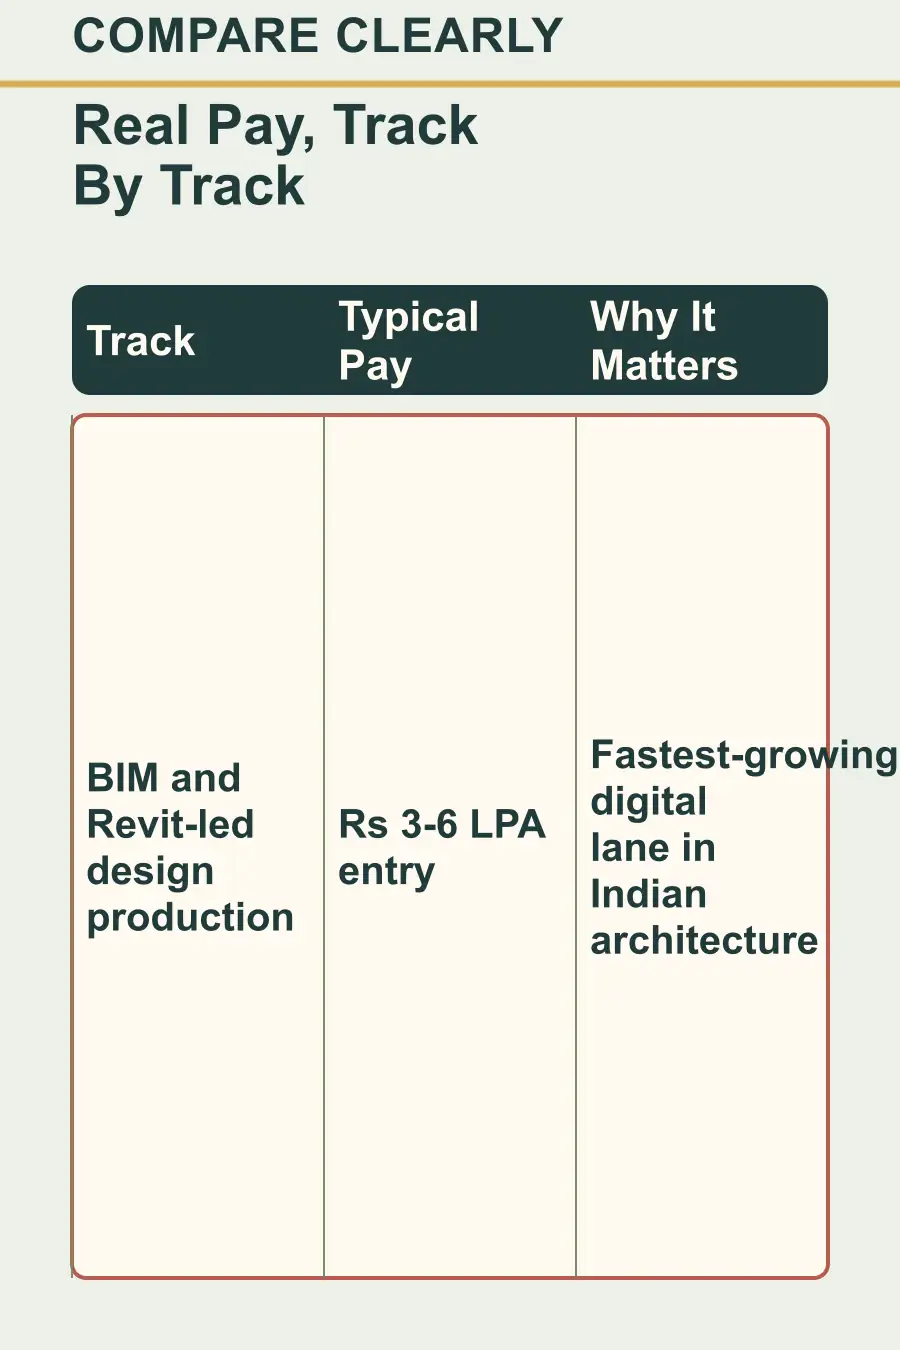 COMPARE CLEARLY
Real Pay, Track
By Track
Track
Typical
Pay
Why It
Matters
BIM and
Revit-led
design
production
Rs 3-6 LPA
entry
Fastest-growing
digital
lane in
Indian
architecture